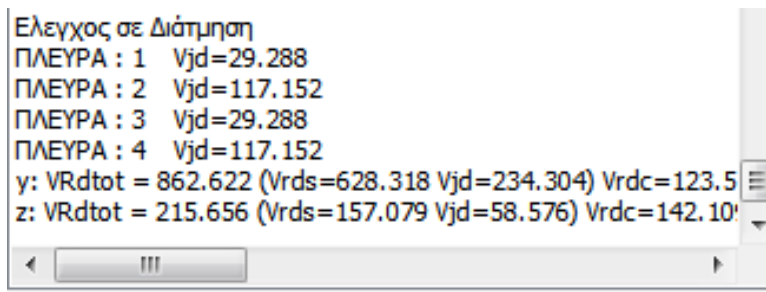 Ελεγχος σε Διάτμηση
ΠΛΕΥΡΑ : 1 Vjd=29.288
ΠΛΕΥΡΑ : 2 Vjd=117.152
ΠΛΕΥΡΑ : 3 Vjd=29.288
ΠΛΕΥΡΑ : 4 Vjd=117.152
y: VRdtot = 862.622 (Vrds=628.318 Vjd=234.304) Vrdc=123.5
z: VRdtot = 215.656 (Vrds=157.079 Vjd=58.576) Vrdc=142.10